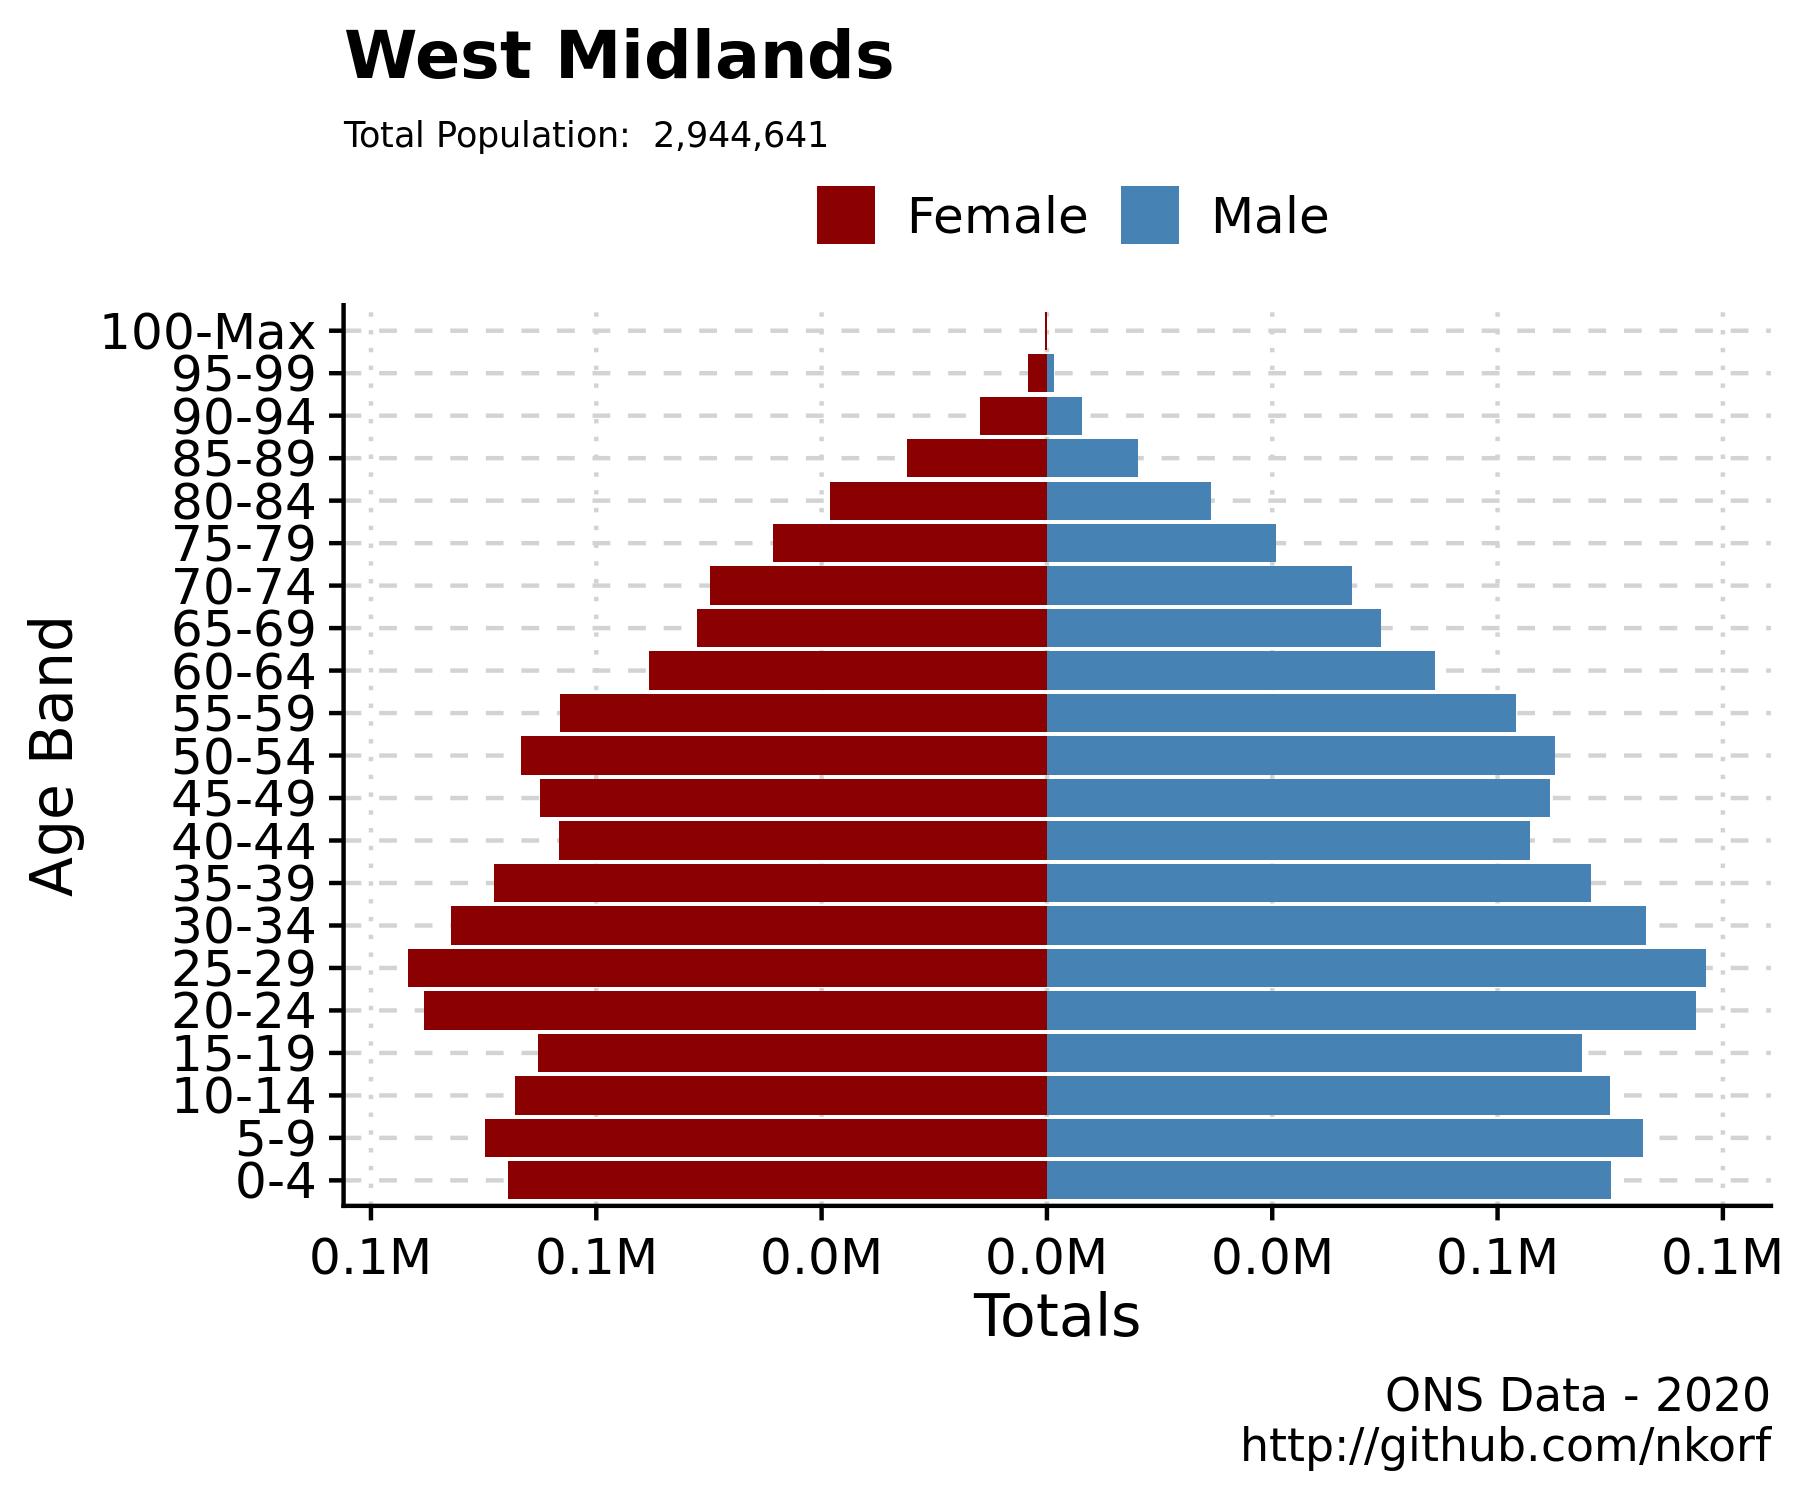 West Midlands
Total Population:  2,944,641
Female Male
100-Max
95-99
90-94
85-89
80-84
75-79
70-74
65-69
60-64
55-59
50-54
45-49
40-44
35-39
30-34
25-29
20-24
15-19
10-14
5-9
0-4
Age Band
0.1M 0.1M 0.0M 0.0M 0.0M 0.1M 0.1M
Totals
ONS Data - 2020
http://github.com/nkorf